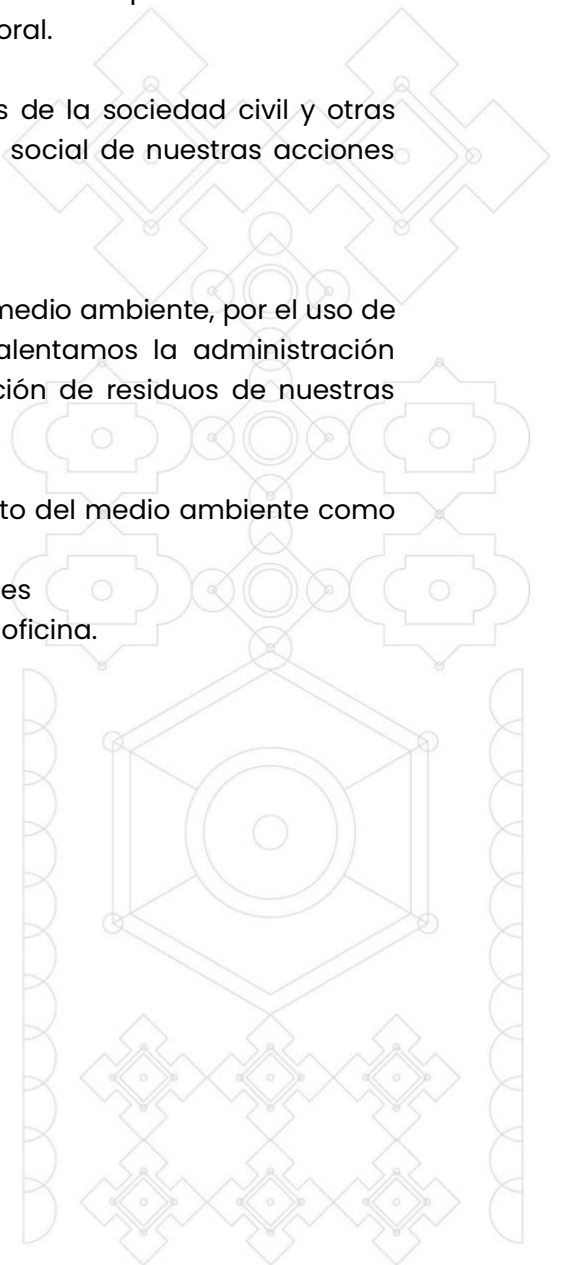 oral.
s de la sociedad civil y otras
social de nuestras acciones
medio ambiente, por el uso de
alentamos la administración
ción de residuos de nuestras
to del medio ambiente como
es
oficina.